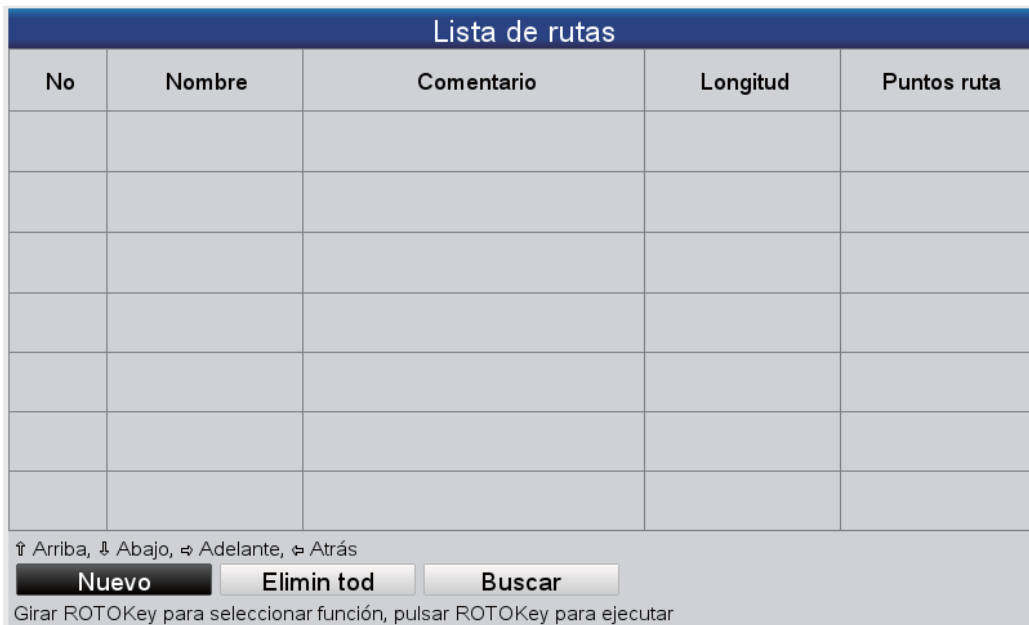 Lista de rutas
No Nombre Comentario Longitud Puntos ruta
⇧ Arriba, ⇩ Abajo, ⇨ Adelante, ⇦ Atrás
Nuevo Elimin tod Buscar
Girar ROTOKey para seleccionar función, pulsar ROTOKey para ejecutar